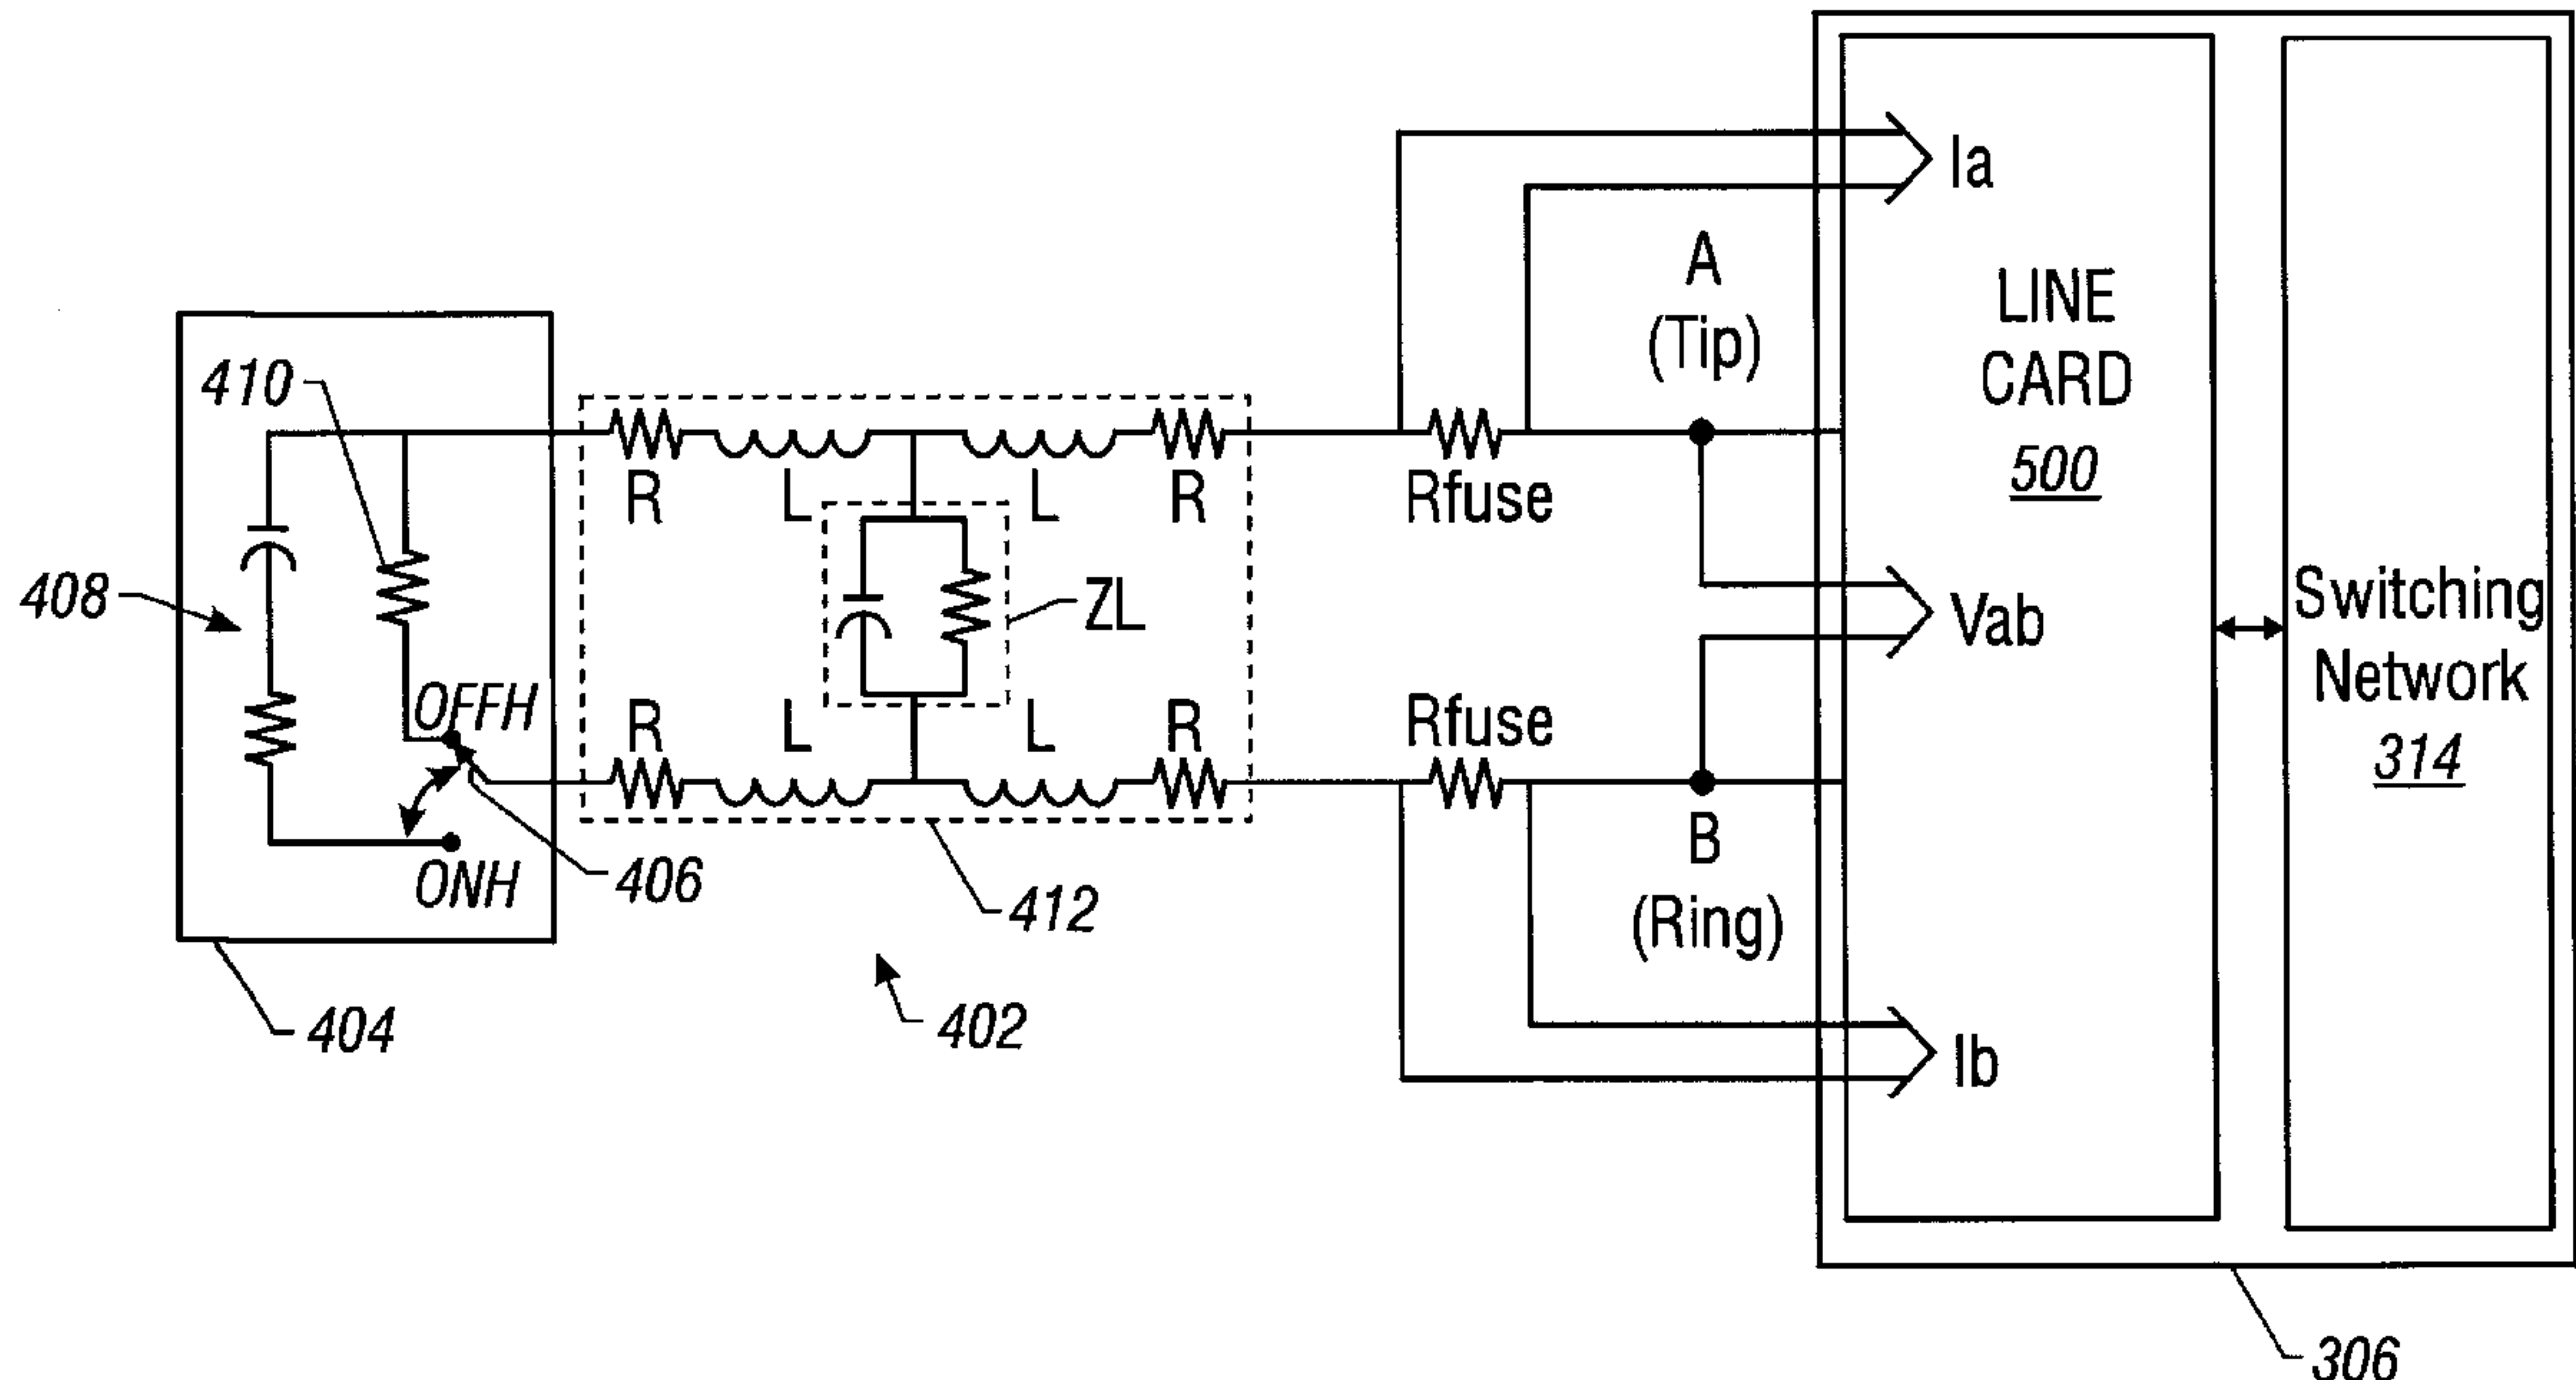 Ia
A
(Tip)
LINE
CARD
500
410
R
L
L
R
Rfuse
408
ZL
Vab
Switching
Network
314
OFFH
R
L
L
R
Rfuse
ONH
406
412
B
(Ring)
404
402
Ib
306